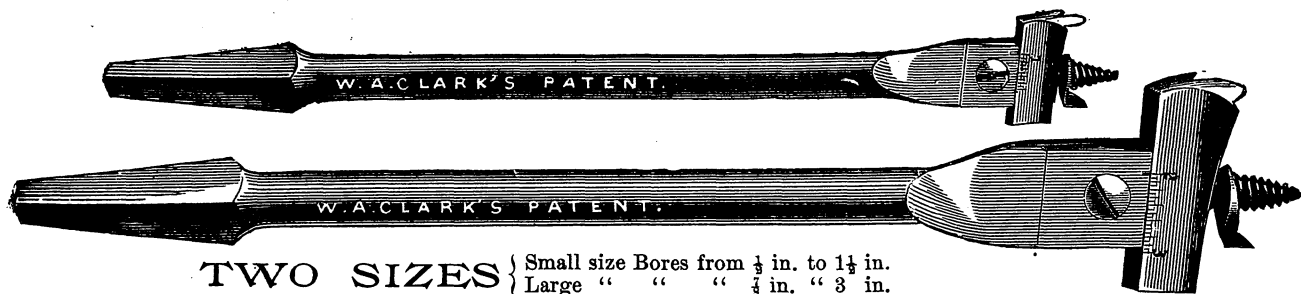 W. A. CLARK'S PATENT.
W. A. CLARK'S PATENT.
TWO SIZES { Small size Bores from ½ in. to 1½ in.
Large “ “ “ ⅞ in. “ 3 in.